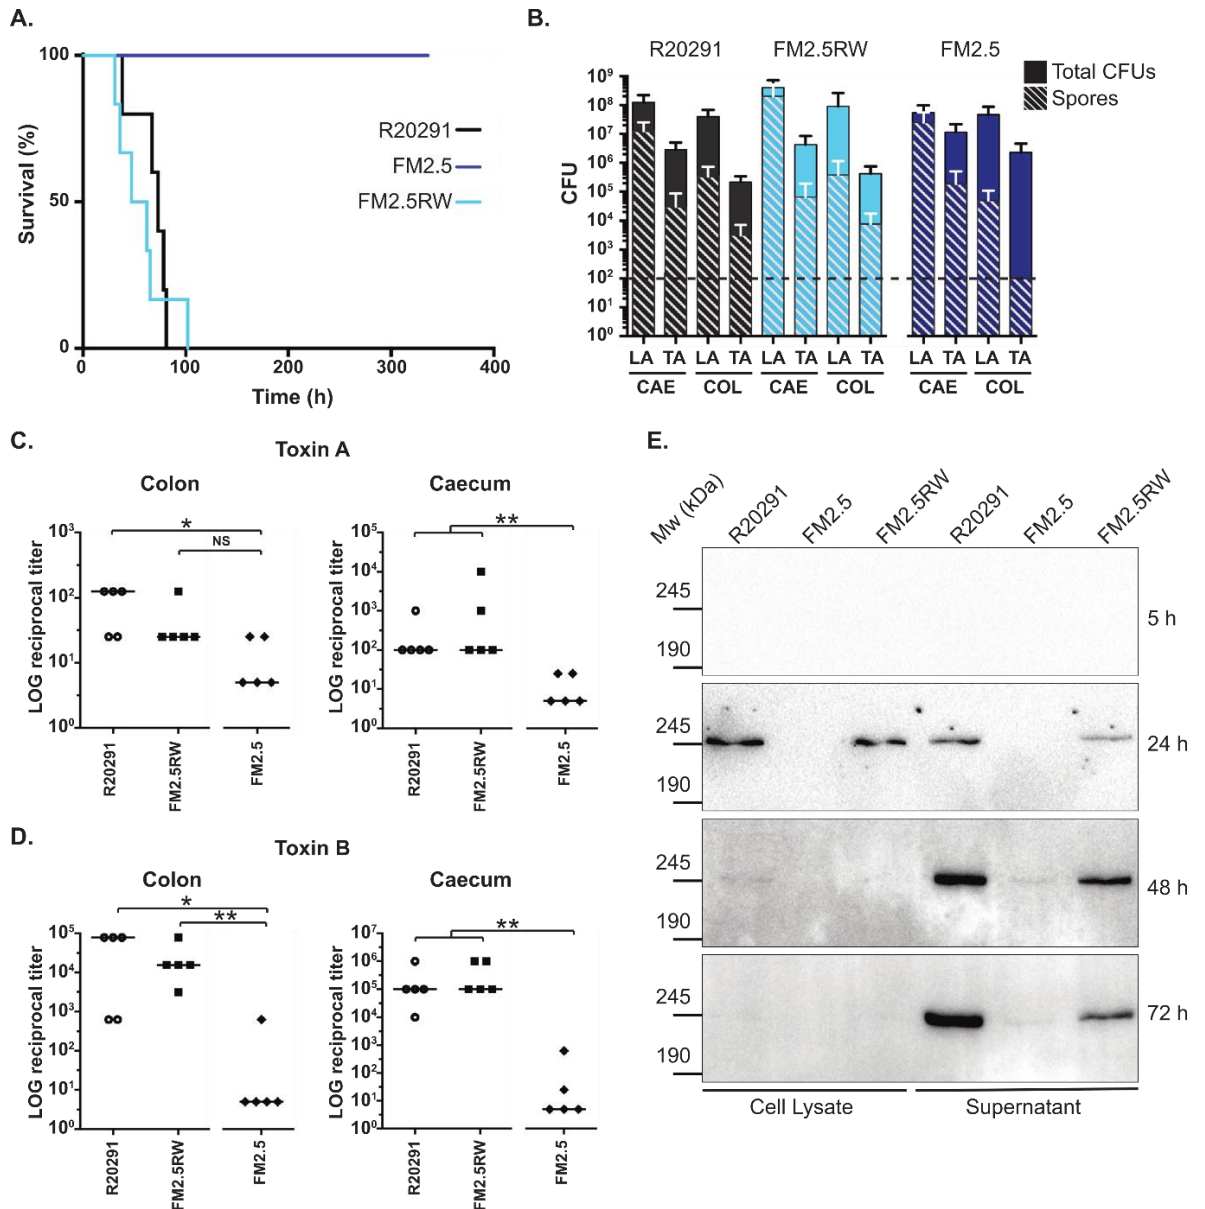 A.
100
50
0
Survival (%)
0 100 200 300 400
Time (h)
R20291
FM2.5
FM2.5RW
B.
R20291 FM2.5RW FM2.5
Total CFUs
Spores
CFU
10⁹
10⁸
10⁷
10⁶
10⁵
10⁴
10³
10²
10¹
10⁰
LA TA LA TA LA TA LA TA LA TA LA TA
CAE COL CAE COL CAE COL
C.
Toxin A
Colon
*
NS
LOG reciprocal titer
10³
10²
10¹
10⁰
R20291 FM2.5RW FM2.5
Caecum
**
LOG reciprocal titer
10⁵
10⁴
10³
10²
10¹
10⁰
R20291 FM2.5RW FM2.5
D.
Toxin B
Colon
*
**
LOG reciprocal titer
10⁵
10⁴
10³
10²
10¹
10⁰
R20291 FM2.5RW FM2.5
Caecum
**
LOG reciprocal titer
10⁷
10⁶
10⁵
10⁴
10³
10²
10¹
10⁰
R20291 FM2.5RW FM2.5
E.
Mw (kDa) R20291 FM2.5 FM2.5RW R20291 FM2.5 FM2.5RW
245
190
5 h
245
190
24 h
245
190
48 h
245
190
72 h
Cell Lysate Supernatant